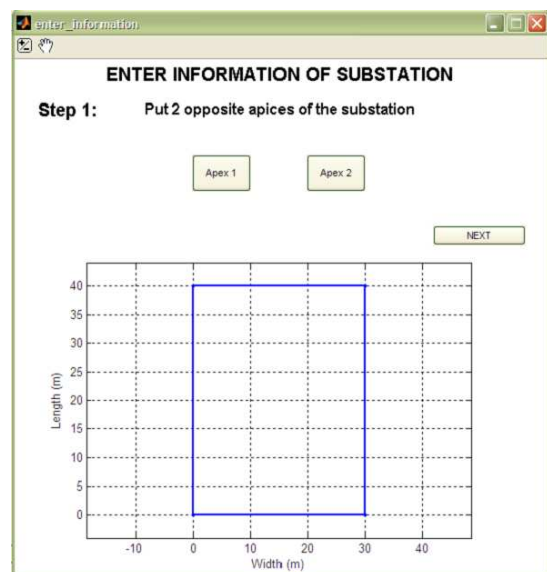 enter_information
ENTER INFORMATION OF SUBSTATION
Step 1: Put 2 opposite apices of the substation
Apex 1 Apex 2
NEXT
40
35
30
25
20
15
10
5
0
Length (m)
-10 0 10 20 30 40
Width (m)